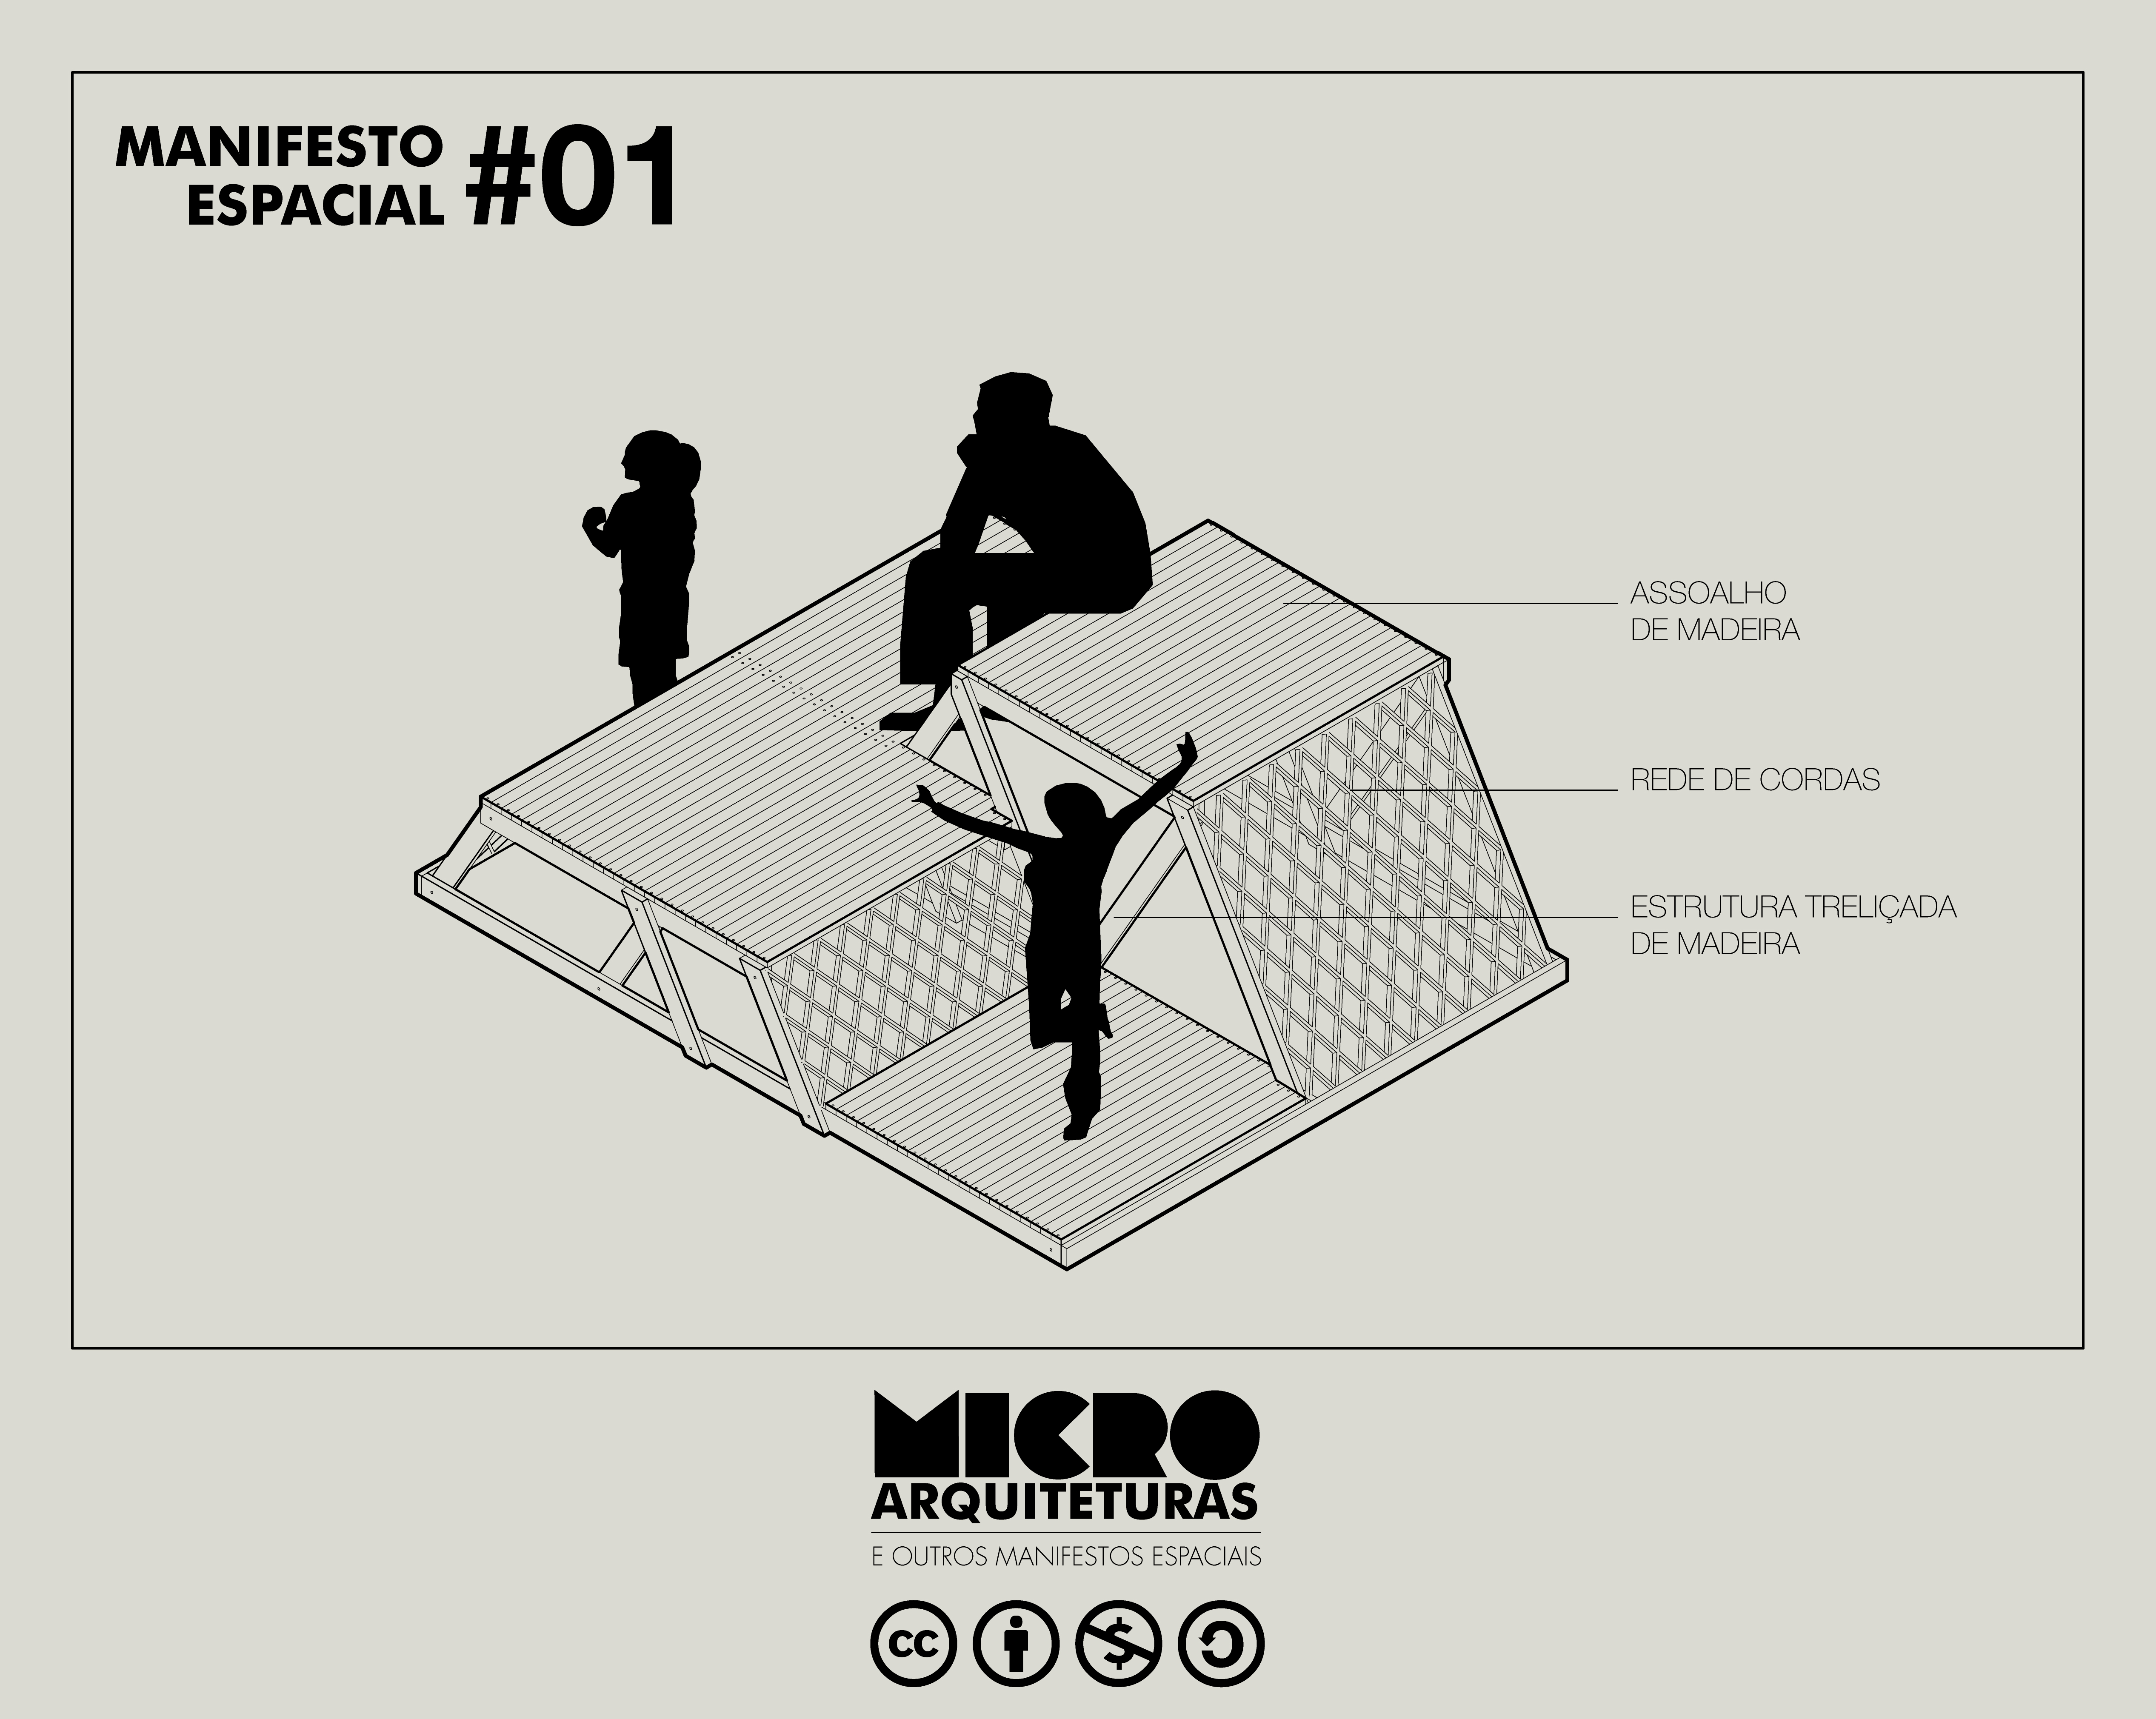 MANIFESTO
ESPACIAL #01
ASSOALHO
DE MADEIRA
REDE DE CORDAS
ESTRUTURA TRELIÇADA
DE MADEIRA
MICRO
ARQUITETURAS
E OUTROS MANIFESTOS ESPACIAIS
cc $